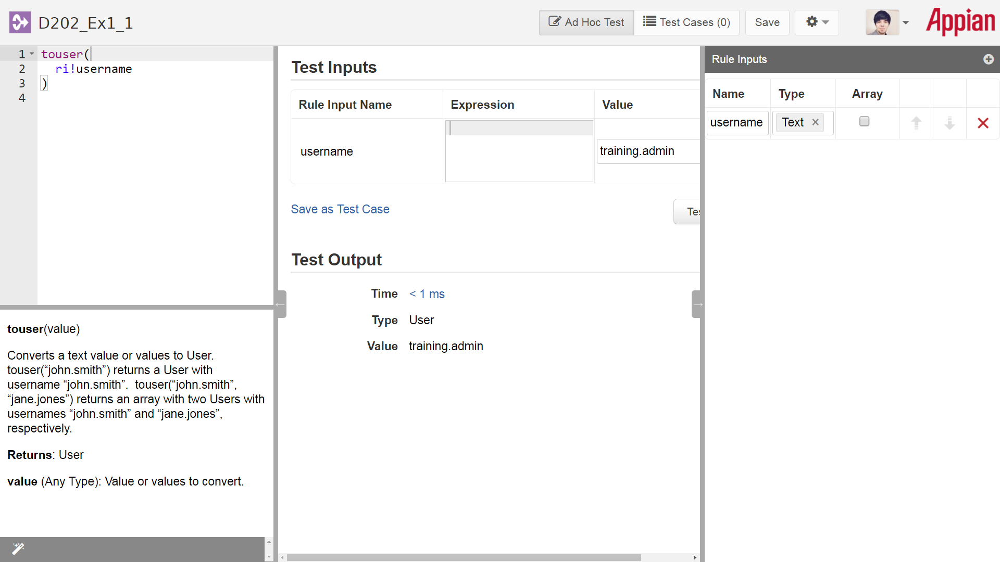 D202_Ex1_1
Ad Hoc Test
Test Cases (0)
Save
Appian
1 touser(
2 ri!username
3 )
4
Test Inputs
Rule Input Name Expression Value
username training.admin
Save as Test Case
Tes
Test Output
Time < 1 ms
Type User
Value training.admin
Rule Inputs
Name Type Array
username Text ×
touser(value)
Converts a text value or values to User.
touser(“john.smith”) returns a User with
username “john.smith”.  touser(“john.smith”,
“jane.jones”) returns an array with two Users with
usernames “john.smith” and “jane.jones”,
respectively.
Returns: User
value (Any Type): Value or values to convert.